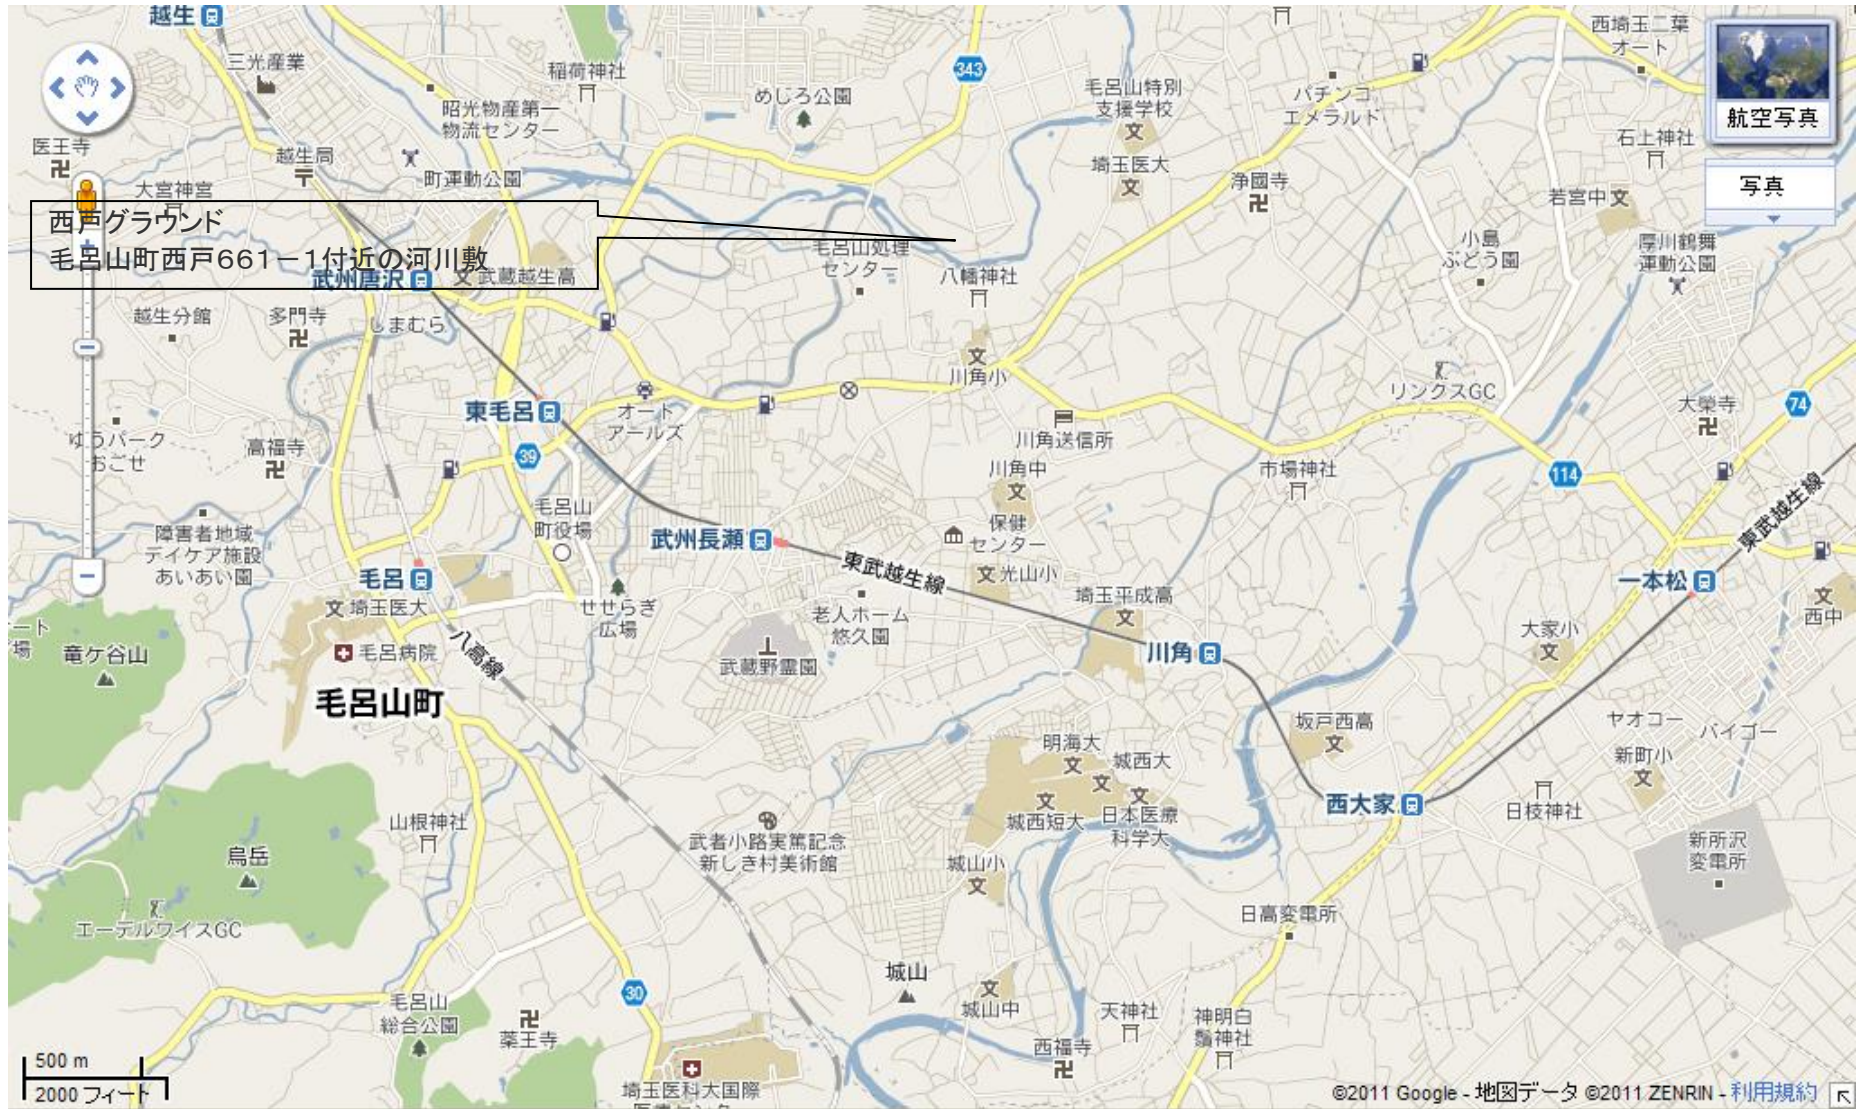 越生
三光産業
稲荷神社
343
めじろ公園
毛呂山特別
支援学校
パチンコ
エメラルド
西埼玉二葉
オート
航空写真
昭光物産第一
物流センター
医王寺
越生局
町運動公園
大宮神宮
埼玉医大
浄國寺
石上神社
若宮中
写真
西戸グラウンド
毛呂山町西戸661－1付近の河川敷
毛呂山処理
センター
八幡神社
小島
ぶどう園
厚川鶴舞
運動公園
武州唐沢
武蔵越生高
越生分館
多門寺
しまむら
川角小
リンクスGC
大榮寺
74
東毛呂
オート
アールズ
ゆうパーク
おごせ
高福寺
39
川角送信所
川角中
市場神社
114
東武越生線
毛呂山
町役場
武州長瀬
保健
センター
障害者地域
デイケア施設
あいあい園
東武越生線
光山小
毛呂
埼玉医大
せせらぎ
広場
老人ホーム
悠久園
埼玉平成高
一本松
西中
大家小
ート
場
竜ケ谷山
毛呂病院
八高線
武蔵野霊園
川角
毛呂山町
坂戸西高
ヤオコー
バイゴー
新町小
明海大
城西大
城西短大
日本医療
科学大
西大家
日枝神社
山根神社
武者小路実篤記念
新しき村美術館
城山小
新所沢
変電所
烏岳
エーデルワイスGC
日高変電所
城山
城山中
30
毛呂山
総合公園
薬王寺
天神社
神明白
鬚神社
西福寺
埼玉医科大国際
500 m
2000 フィート
©2011 Google - 地図データ ©2011 ZENRIN - 利用規約